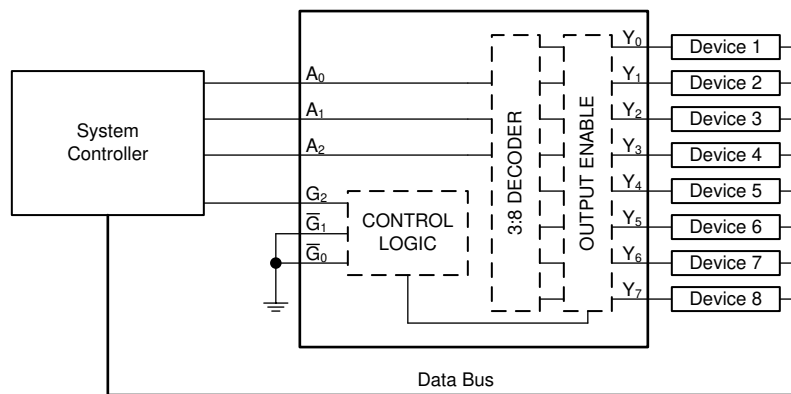 System
Controller
A0
A1
A2
G2
G̅1
G̅0
CONTROL
LOGIC
3:8 DECODER
OUTPUT ENABLE
Y0
Y1
Y2
Y3
Y4
Y5
Y6
Y7
Device 1
Device 2
Device 3
Device 4
Device 5
Device 6
Device 7
Device 8
Data Bus